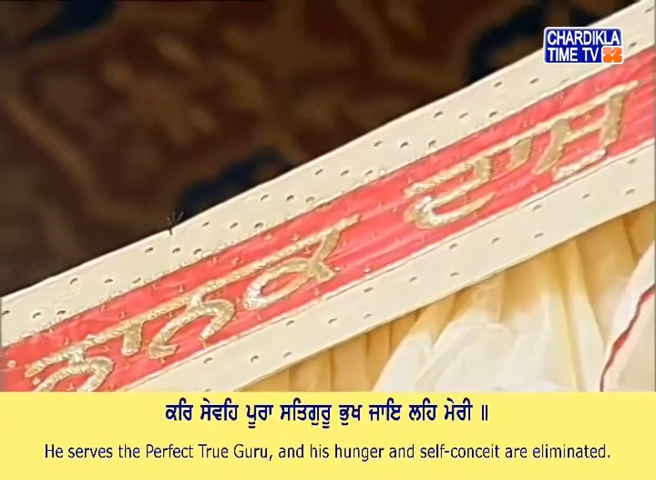 CHARDIKLA
TIME TV
ਨਾਨਕ ਦਾਸ
ਕਰਿ ਸੇਵਹਿ ਪੂਰਾ ਸਤਿਗੁਰੂ ਭੁਖ ਜਾਇ ਲਹਿ ਮੇਰੀ ॥
He serves the Perfect True Guru, and his hunger and self-conceit are eliminated.